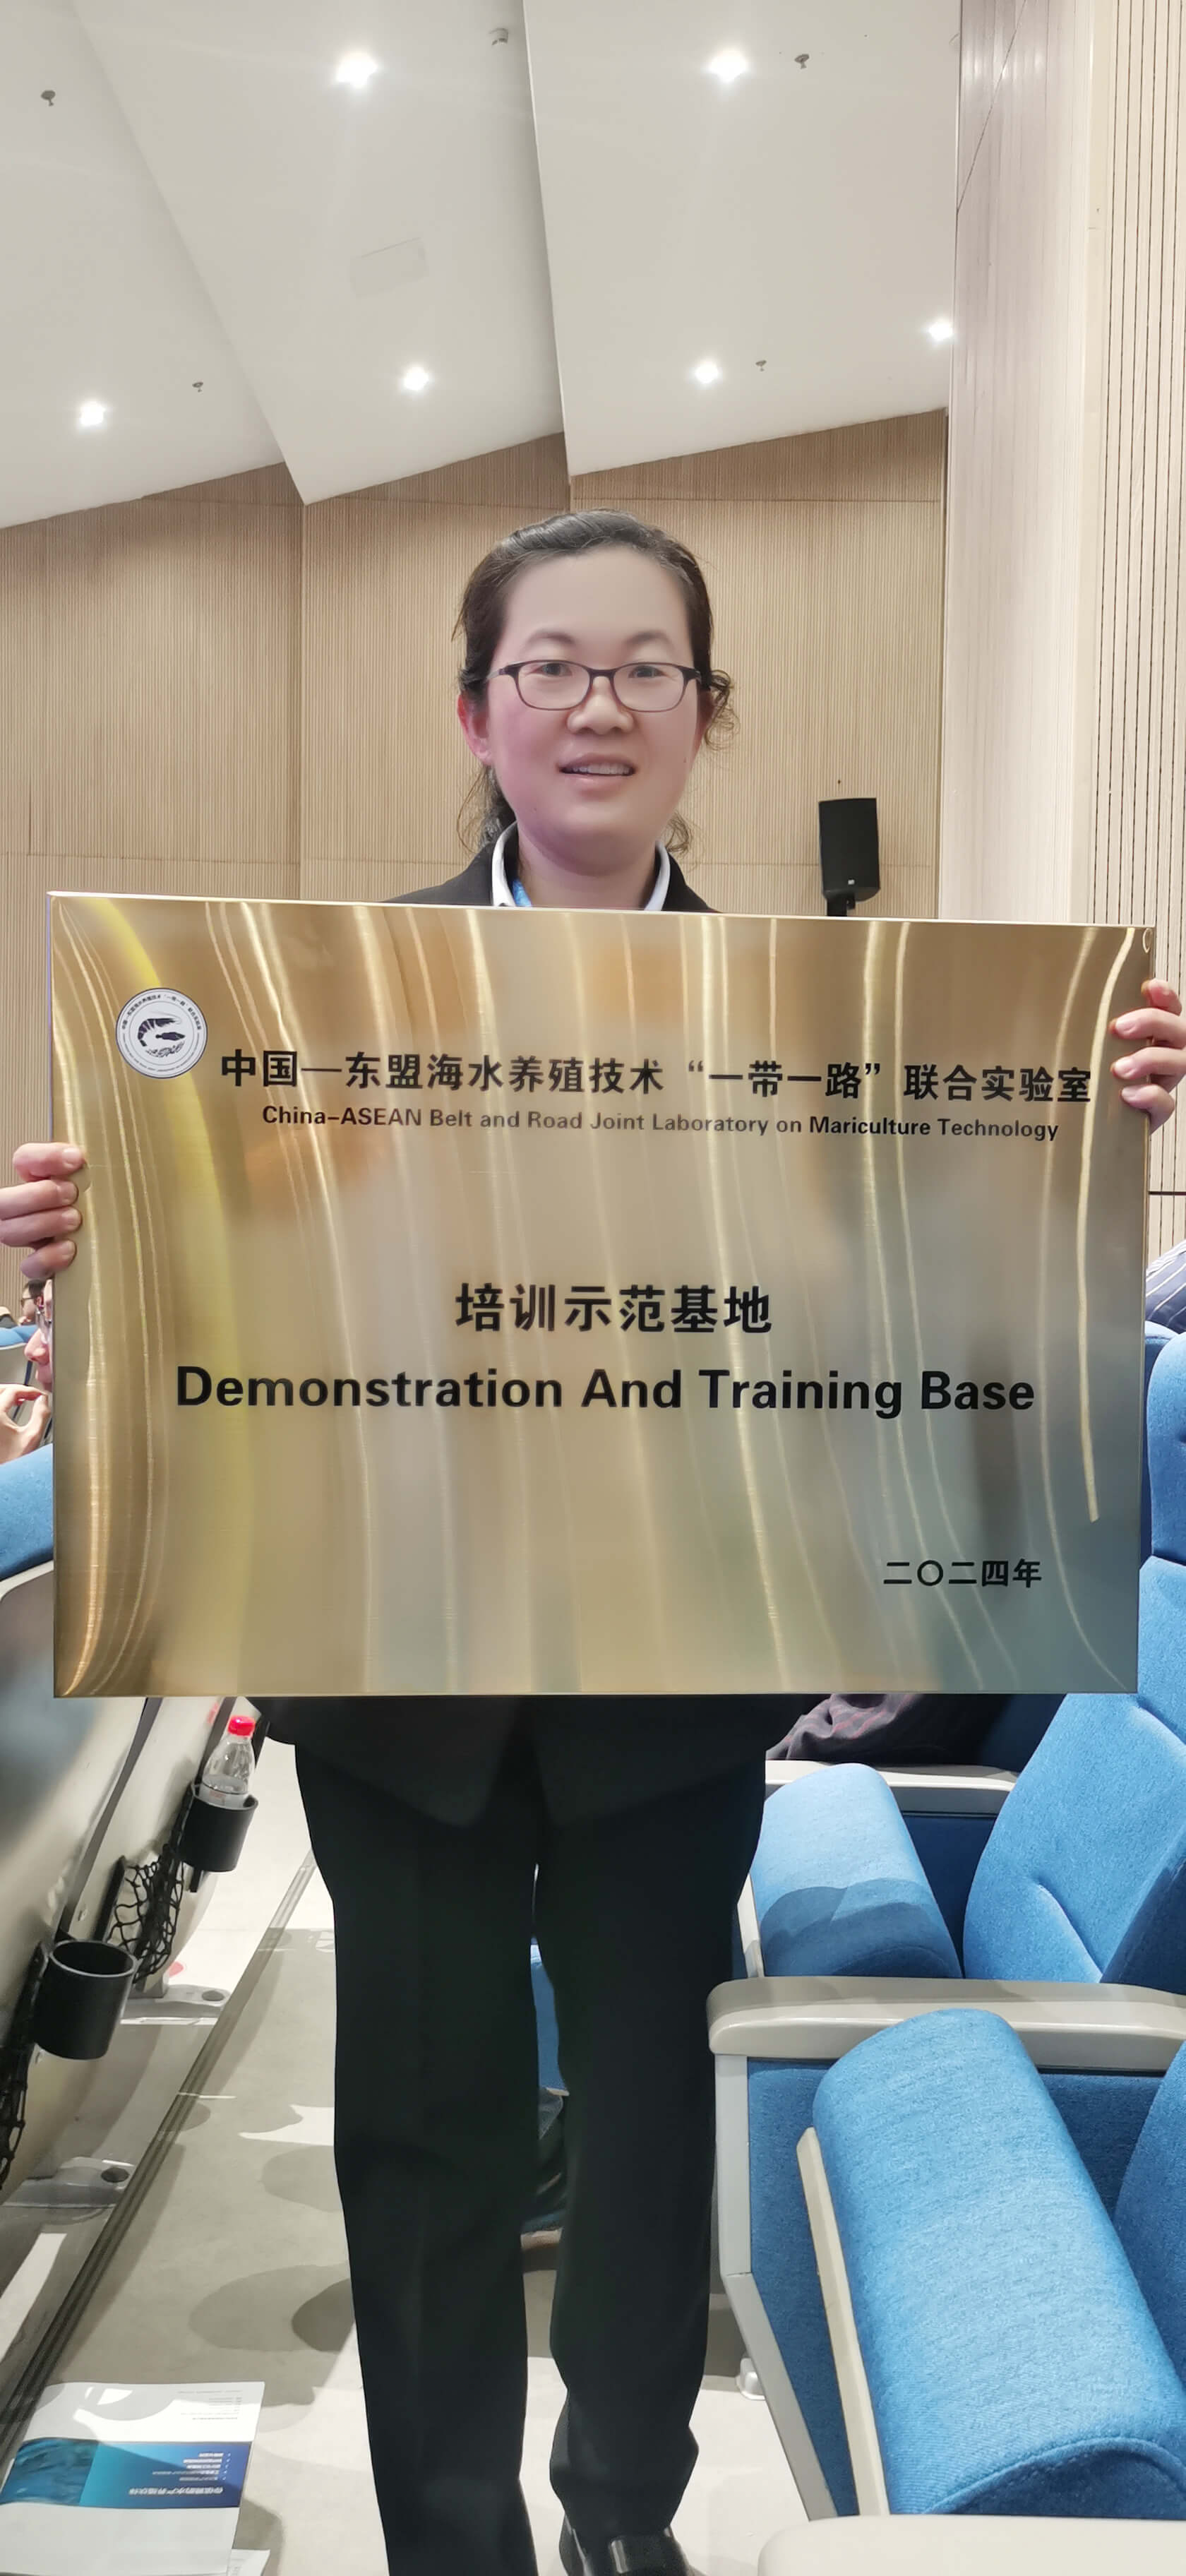 中国—东盟海水养殖技术“一带一路”联合实验室
China-ASEAN Belt and Road Joint Laboratory on Mariculture Technology
培训示范基地
Demonstration And Training Base
二〇二四年